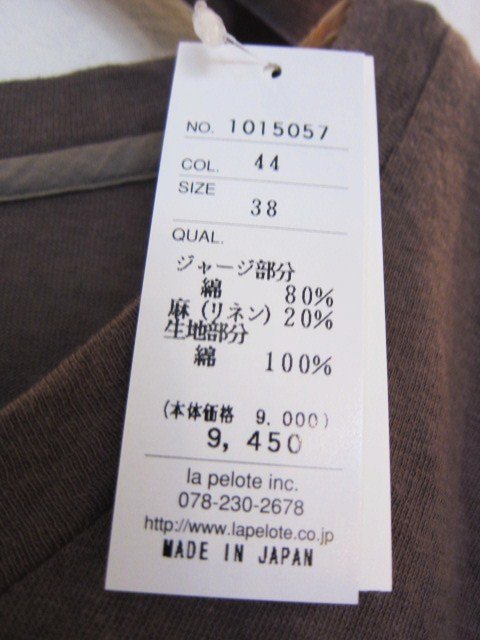 NO. 1015057
COL. 44
SIZE
38
QUAL.
ジャージ部分
綿 80%
麻(リネン) 20%
生地部分
綿 100%
(本体価格 9,000)
9,450
la pelote inc.
078-230-2678
http://www.lapelote.co.jp
MADE IN JAPAN